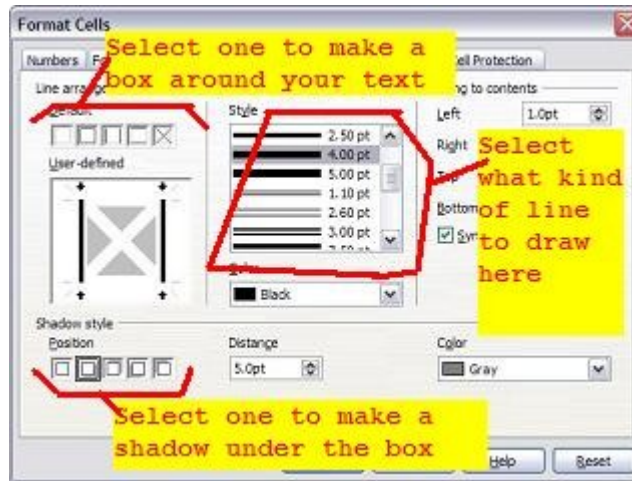 Format Cells
Select one to make a
box around your text
Numbers
Cell Protection
Line
Default
Style
to contents
Left 1.0pt
2.50 pt
4.00 pt
5.00 pt
1.10 pt
2.60 pt
3.00 pt
Right
User-defined
Bottom
Select
what kind
of line
to draw
here
Black
Shadow style
Position
Distance
Color
5.0pt
Gray
Select one to make a
shadow under the box
Help
Reset